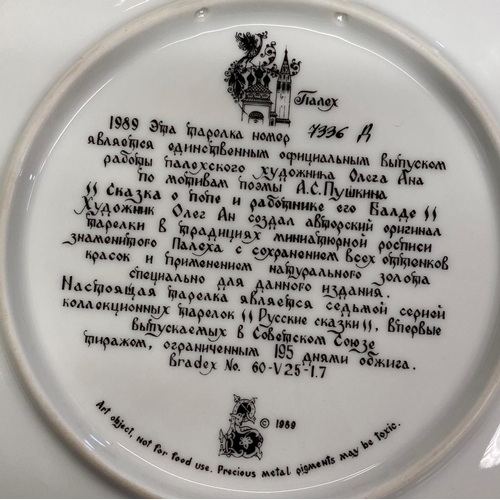 Палех
1989 Эта тарелка номер 7336 Д
является единственным официальным выпуском
работы палехского художника Олега Ана
по мотивам поэмы А.С.Пушкина
"Сказка о попе и работнике его Балде"
Художник Олег Ан создал авторский оригинал
тарелки в традициях миниатюрной росписи
знаменитого Палеха с сохранением всех оттенков
красок и применением натурального золота
специально для данного издания.
Настоящая тарелка является седьмой серией
коллекционных тарелок "Русские сказки", впервые
выпускаемых в Советском Союзе
тиражом, ограниченным 195 днями обжига.
Bradex No. 60-V25-1.7
© 1989
Art object, not for food use. Precious metal pigments may be toxic.